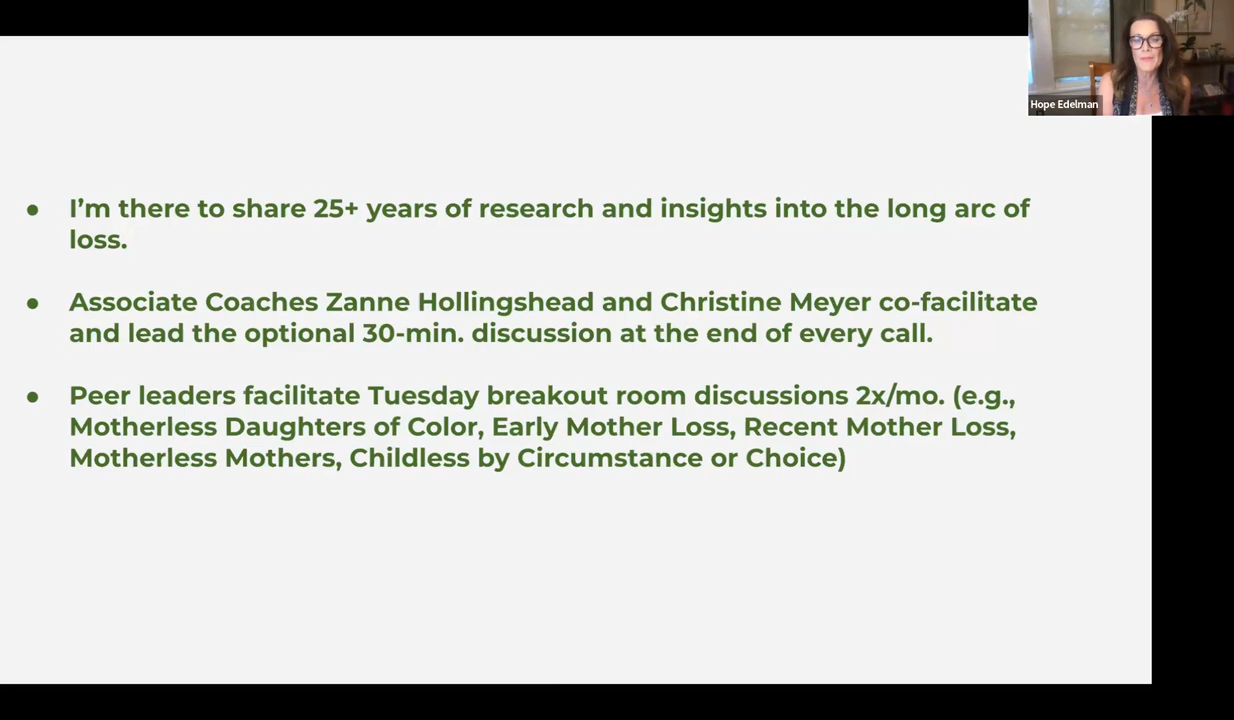 Hope Edelman
● I’m there to share 25+ years of research and insights into the long arc of
loss.
● Associate Coaches Zanne Hollingshead and Christine Meyer co-facilitate
and lead the optional 30-min. discussion at the end of every call.
● Peer leaders facilitate Tuesday breakout room discussions 2x/mo. (e.g.,
Motherless Daughters of Color, Early Mother Loss, Recent Mother Loss,
Motherless Mothers, Childless by Circumstance or Choice)